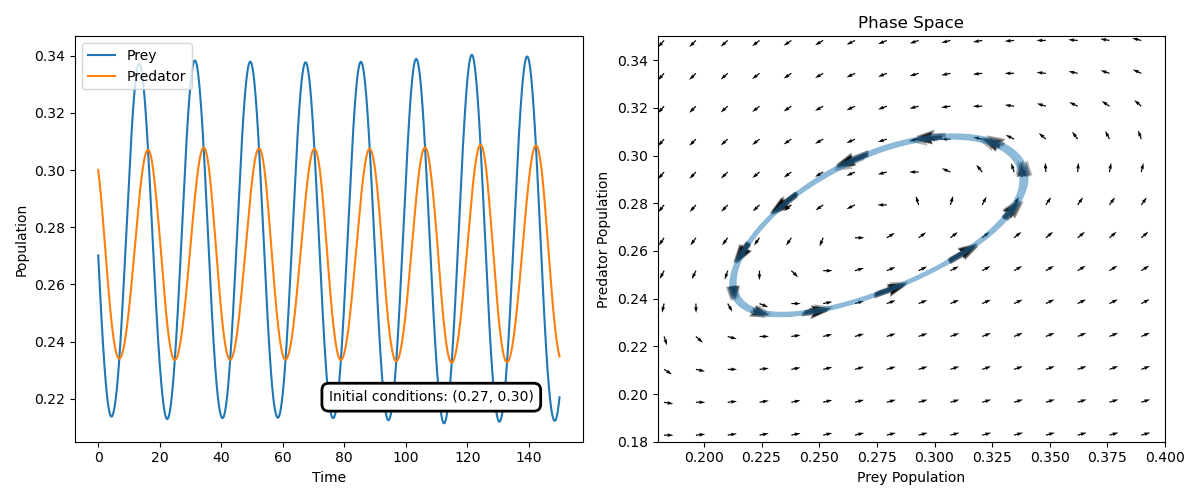 Phase Space
Prey
Predator
0.34
0.32
0.30
0.28
0.26
0.24
0.22
Population
Initial conditions: (0.27, 0.30)
0 20 40 60 80 100 120 140
Time
0.34
0.32
0.30
0.28
0.26
0.24
0.22
0.20
0.18
Predator Population
0.200 0.225 0.250 0.275 0.300 0.325 0.350 0.375 0.400
Prey Population